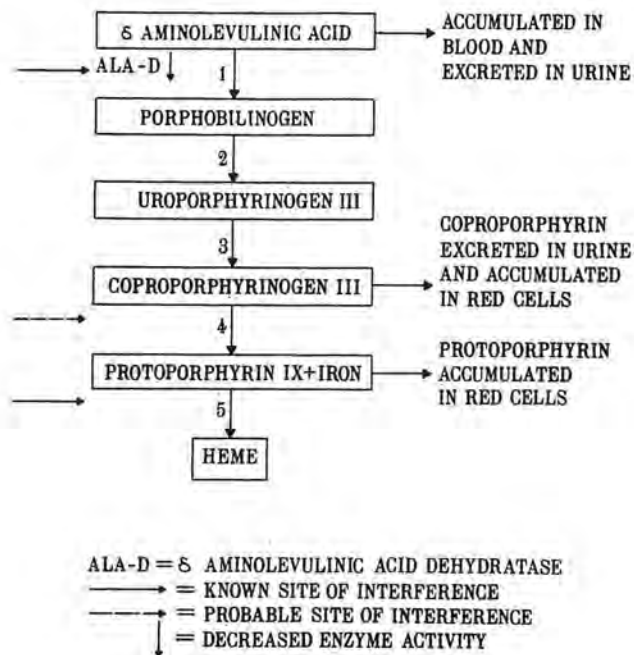 δ AMINOLEVULINIC ACID
ACCUMULATED IN
BLOOD AND
EXCRETED IN URINE
ALA-D
1
PORPHOBILINOGEN
2
UROPORPHYRINOGEN III
3
COPROPORPHYRINOGEN III
COPROPORPHYRIN
EXCRETED IN URINE
AND ACCUMULATED
IN RED CELLS
4
PROTOPORPHYRIN IX+IRON
PROTOPORPHYRIN
ACCUMULATED
IN RED CELLS
5
HEME
ALA-D = δ AMINOLEVULINIC ACID DEHYDRATASE
= KNOWN SITE OF INTERFERENCE
= PROBABLE SITE OF INTERFERENCE
= DECREASED ENZYME ACTIVITY